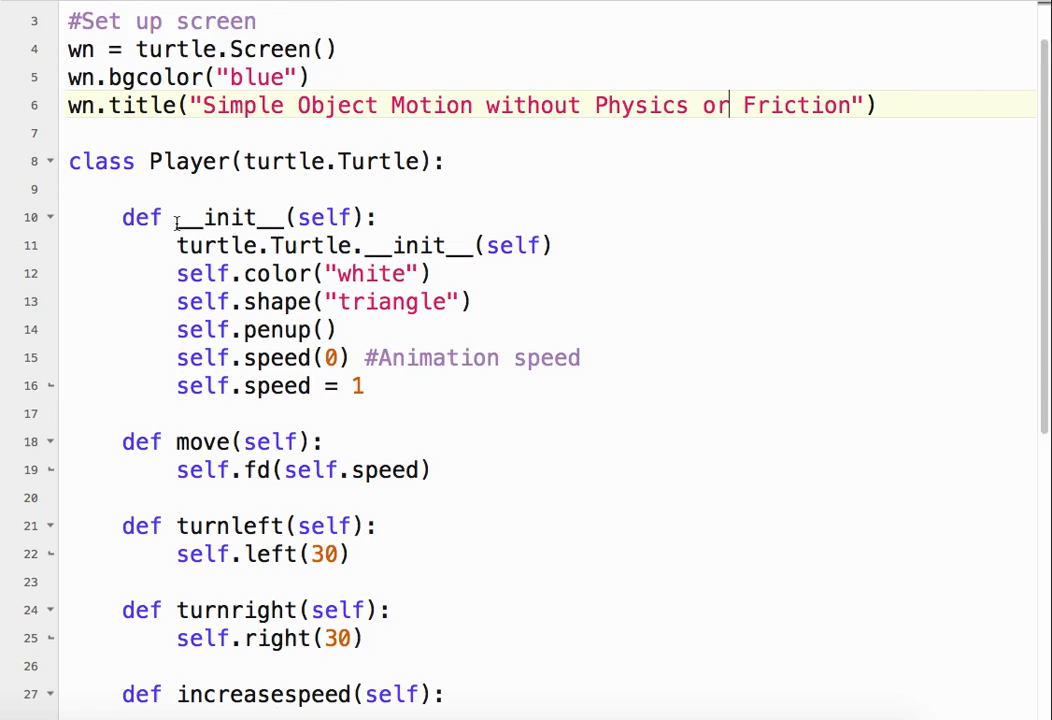 3 #Set up screen
4 wn = turtle.Screen()
5 wn.bgcolor("blue")
6 wn.title("Simple Object Motion without Physics or Friction")
7
8 class Player(turtle.Turtle):
9
10     def __init__(self):
11         turtle.Turtle.__init__(self)
12         self.color("white")
13         self.shape("triangle")
14         self.penup()
15         self.speed(0) #Animation speed
16         self.speed = 1
17
18     def move(self):
19         self.fd(self.speed)
20
21     def turnleft(self):
22         self.left(30)
23
24     def turnright(self):
25         self.right(30)
26
27     def increasespeed(self):